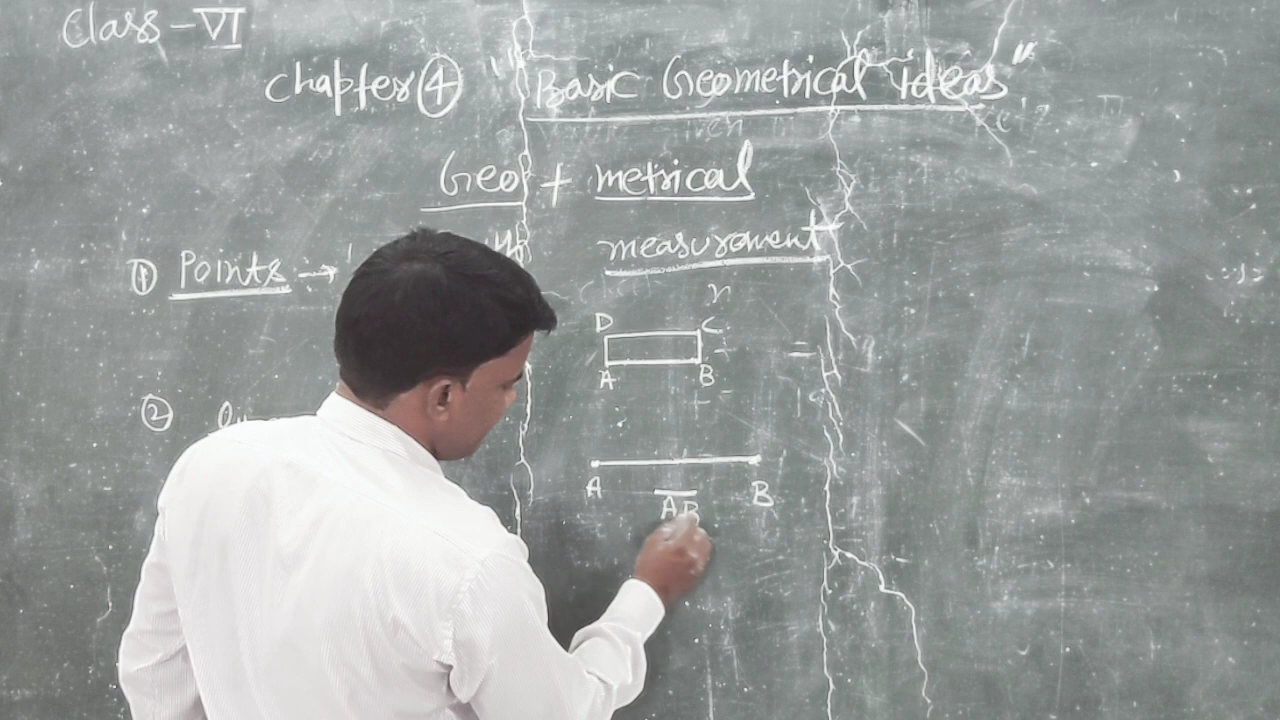 Class - VI
Chapter ④ "Basic Geometrical ideas"
Geo + metrical
measurement
① Points →
D C
A B
②
A B
AB